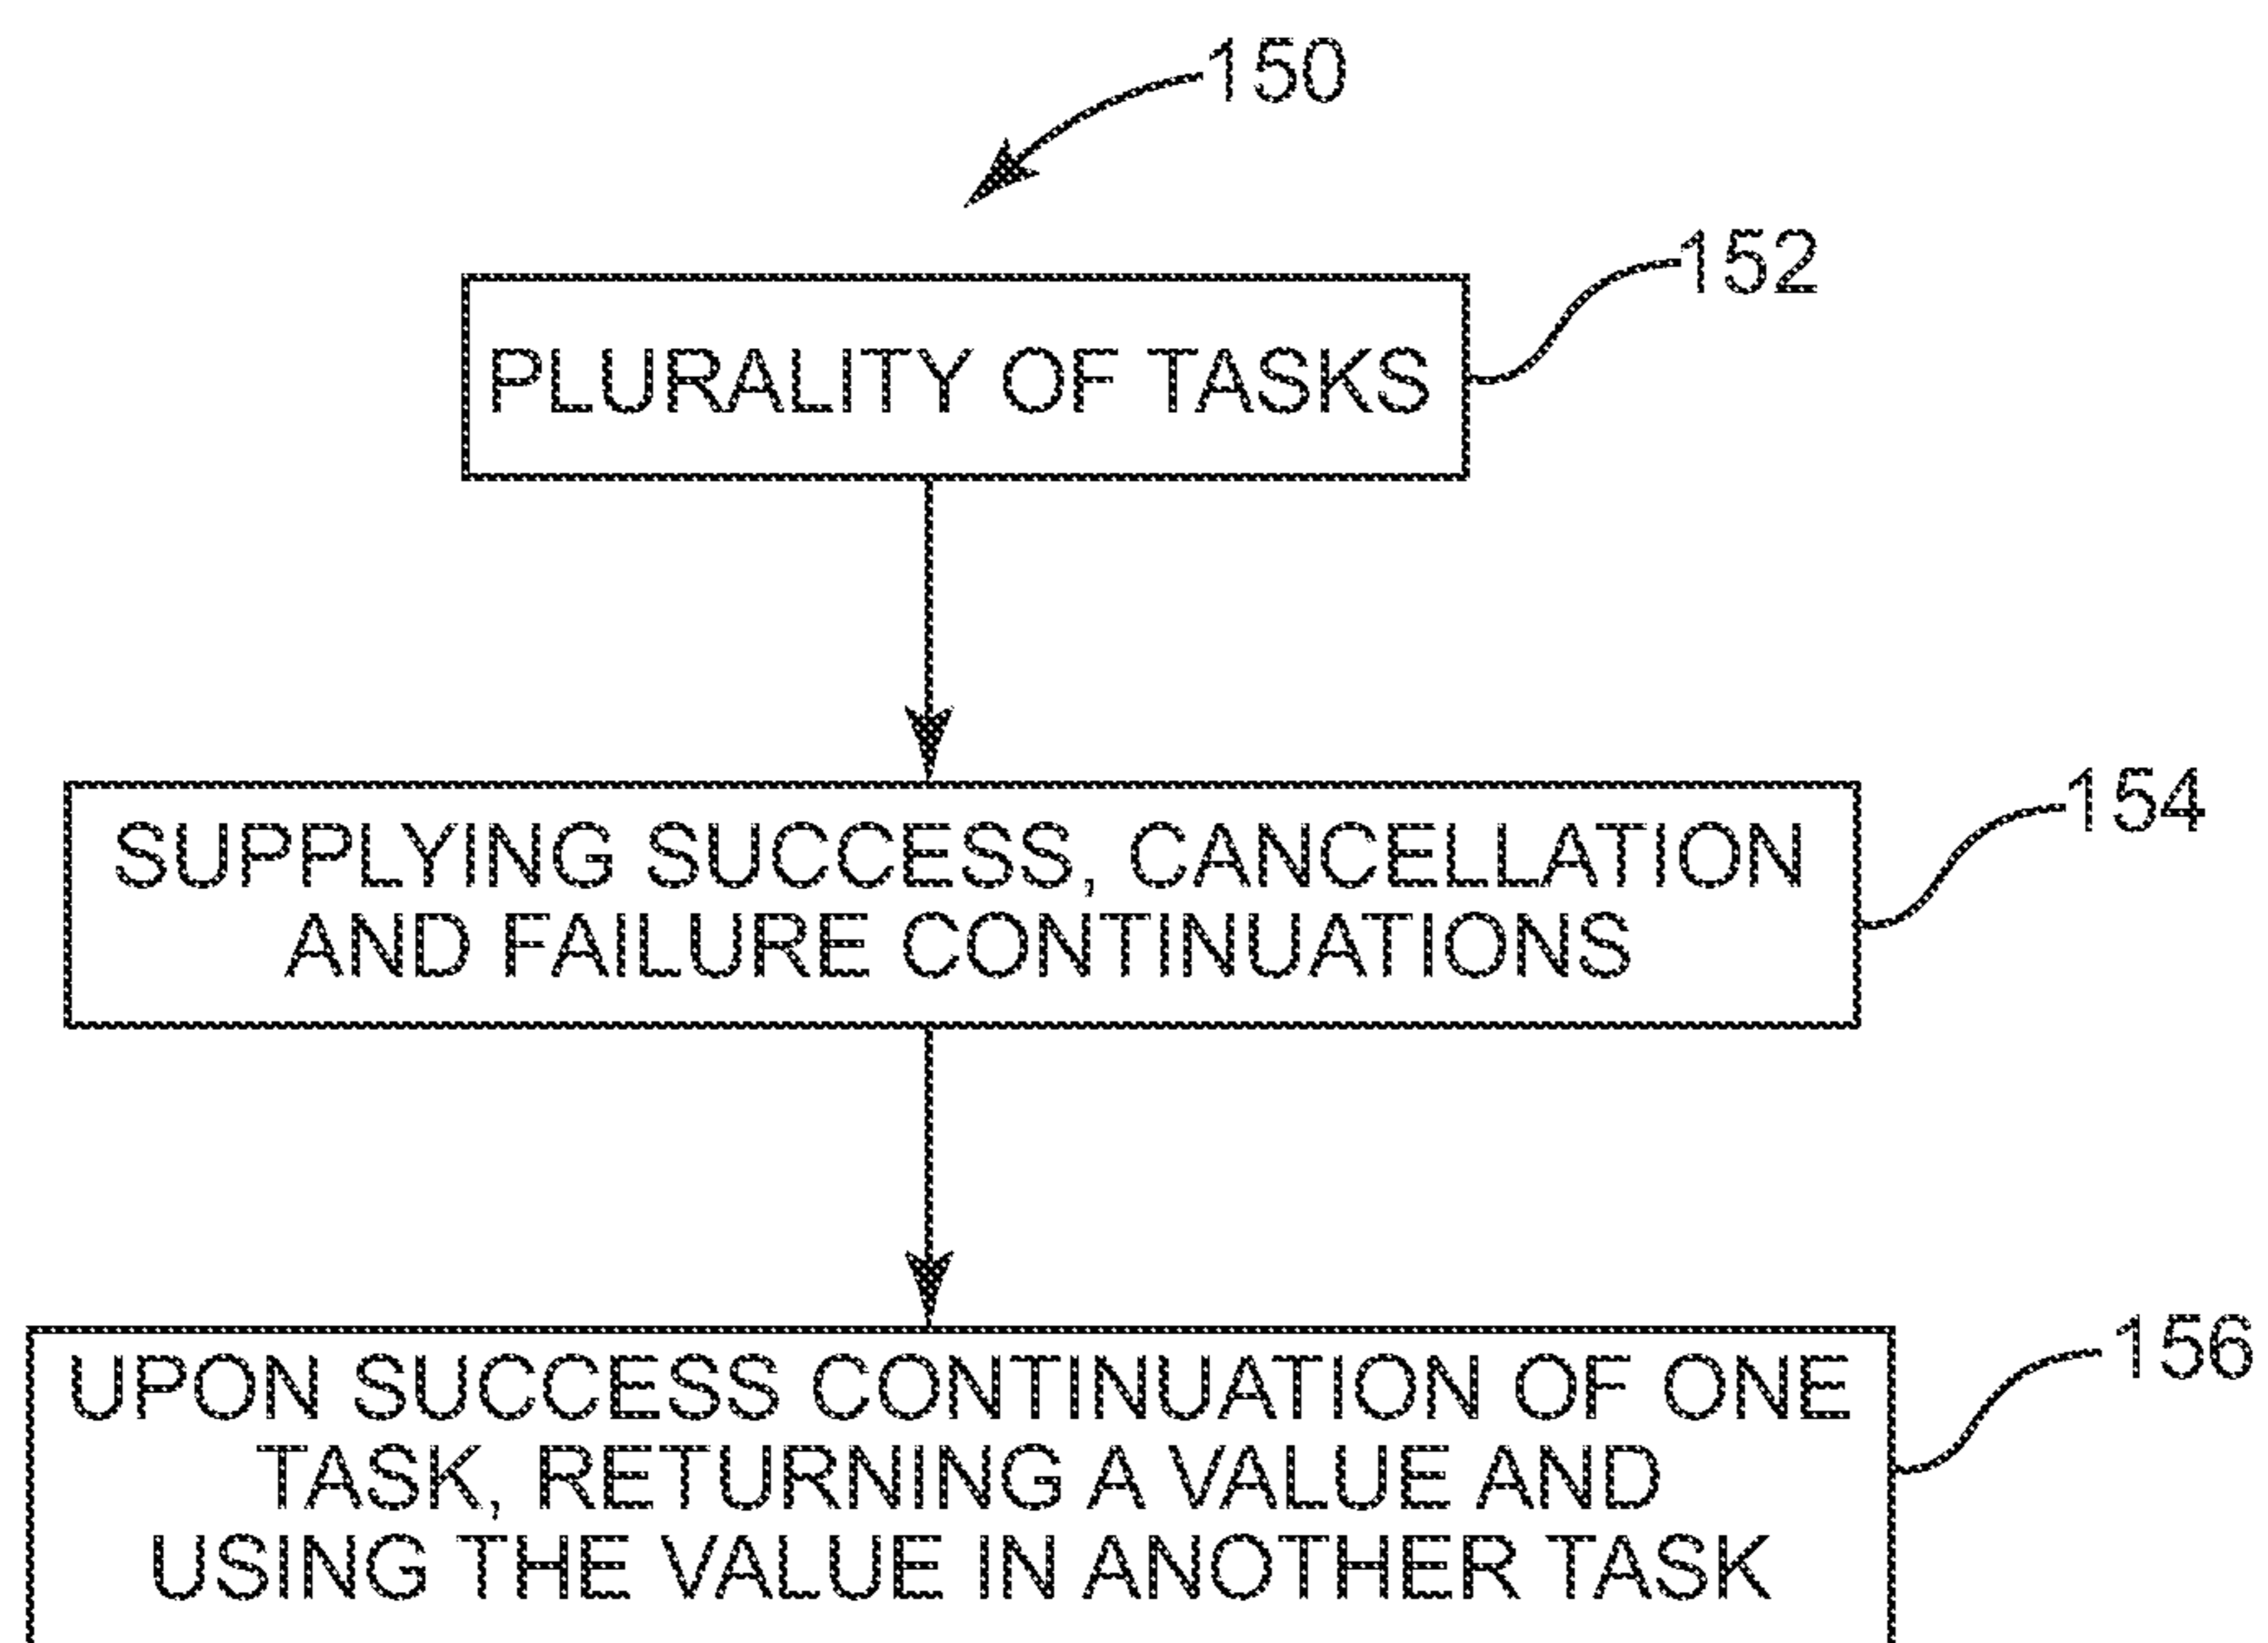 150
152
PLURALITY OF TASKS
154
SUPPLYING SUCCESS, CANCELLATION
AND FAILURE CONTINUATIONS
156
UPON SUCCESS CONTINUATION OF ONE
TASK, RETURNING A VALUE AND
USING THE VALUE IN ANOTHER TASK